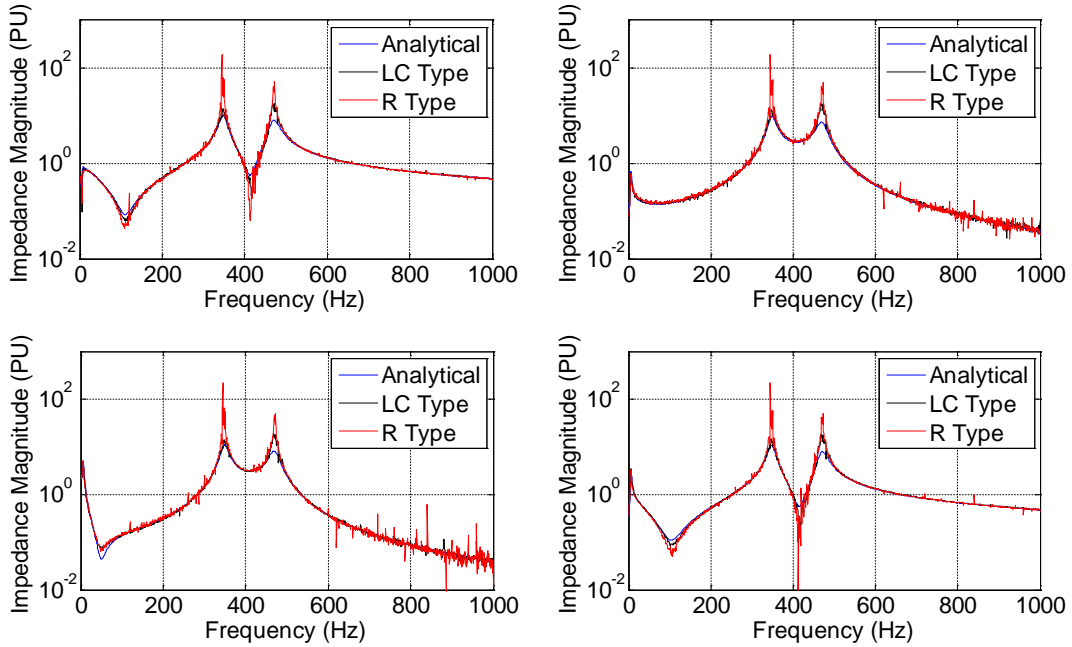 Impedance Magnitude (PU)
10^2
10^0
10^-2
0 200 400 600 800 1000
Frequency (Hz)
Analytical
LC Type
R Type
Impedance Magnitude (PU)
10^2
10^0
10^-2
0 200 400 600 800 1000
Frequency (Hz)
Analytical
LC Type
R Type
Impedance Magnitude (PU)
10^2
10^0
10^-2
0 200 400 600 800 1000
Frequency (Hz)
Analytical
LC Type
R Type
Impedance Magnitude (PU)
10^2
10^0
10^-2
0 200 400 600 800 1000
Frequency (Hz)
Analytical
LC Type
R Type